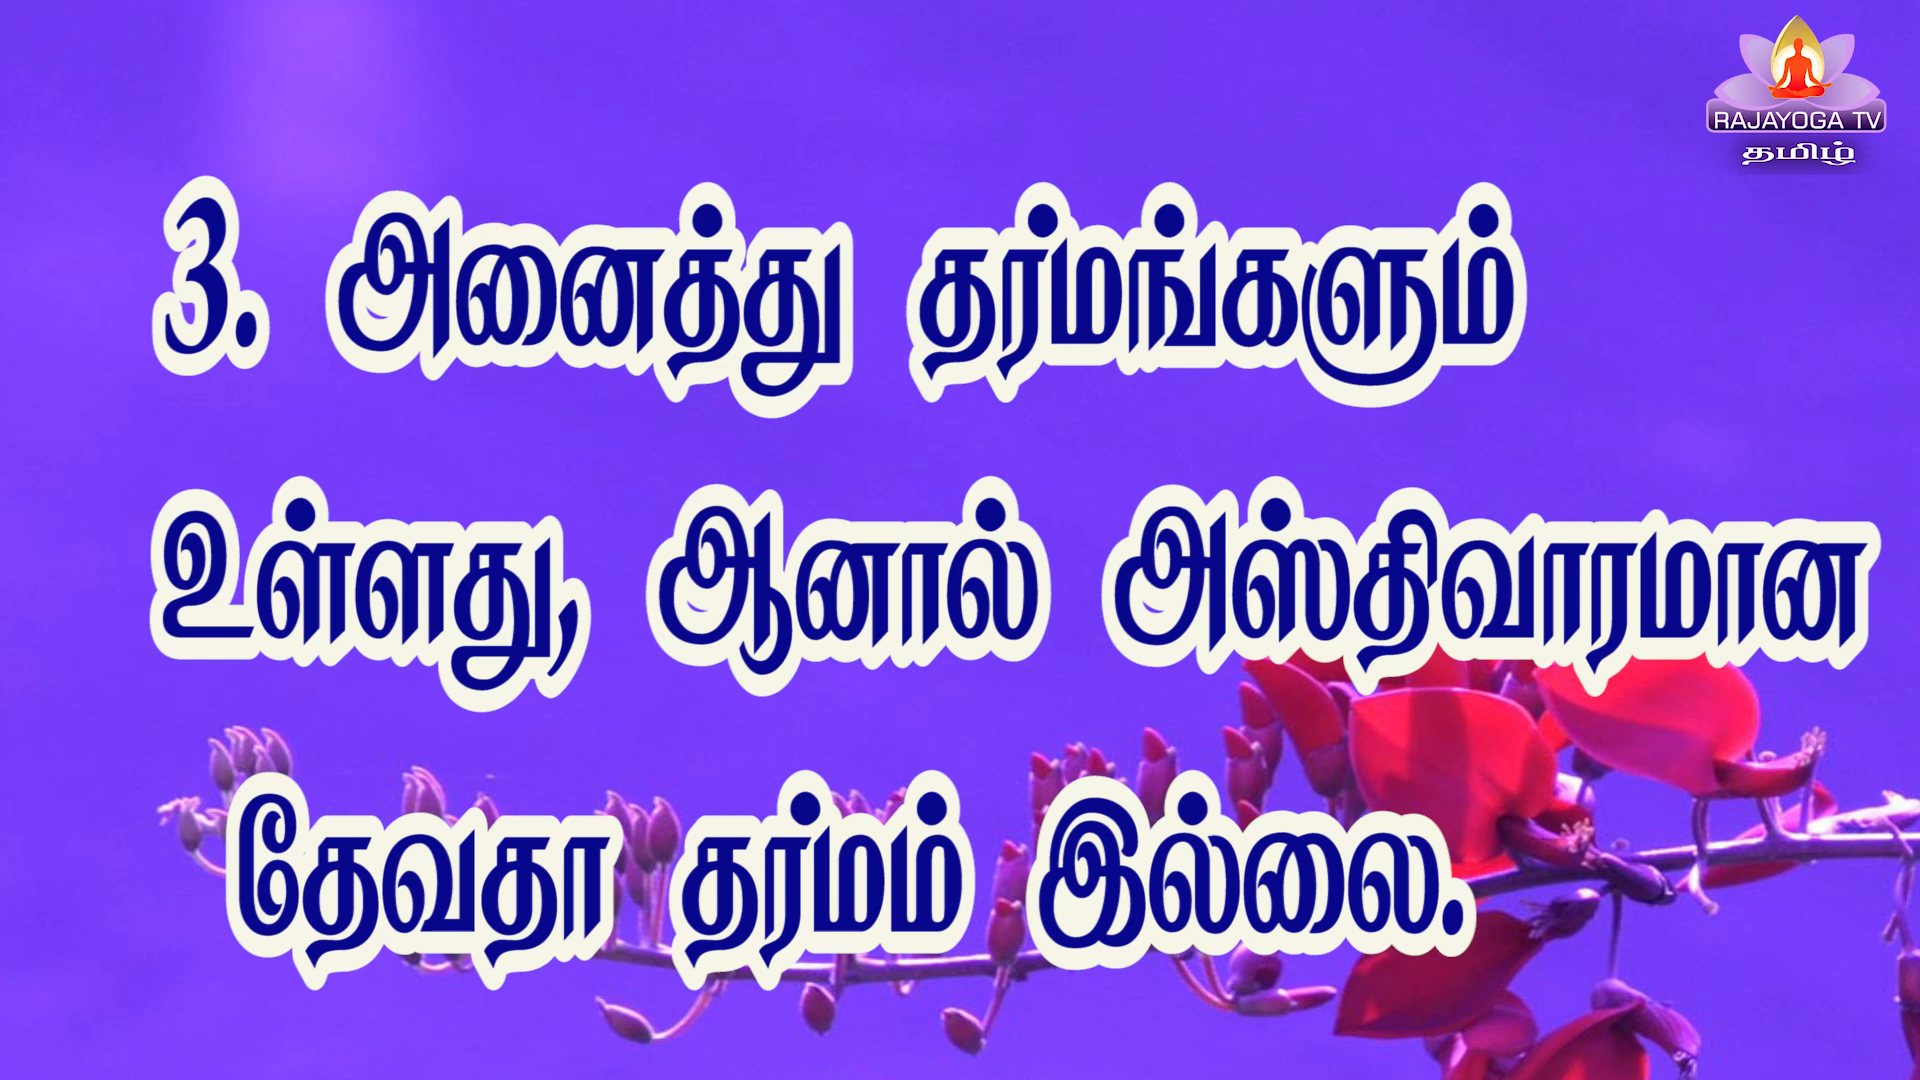 RAJAYOGA TV
தமிழ்
3. அனைத்து தர்மங்களும்
உள்ளது, ஆனால் அஸ்திவாரமான
தேவதா தர்மம் இல்லை.